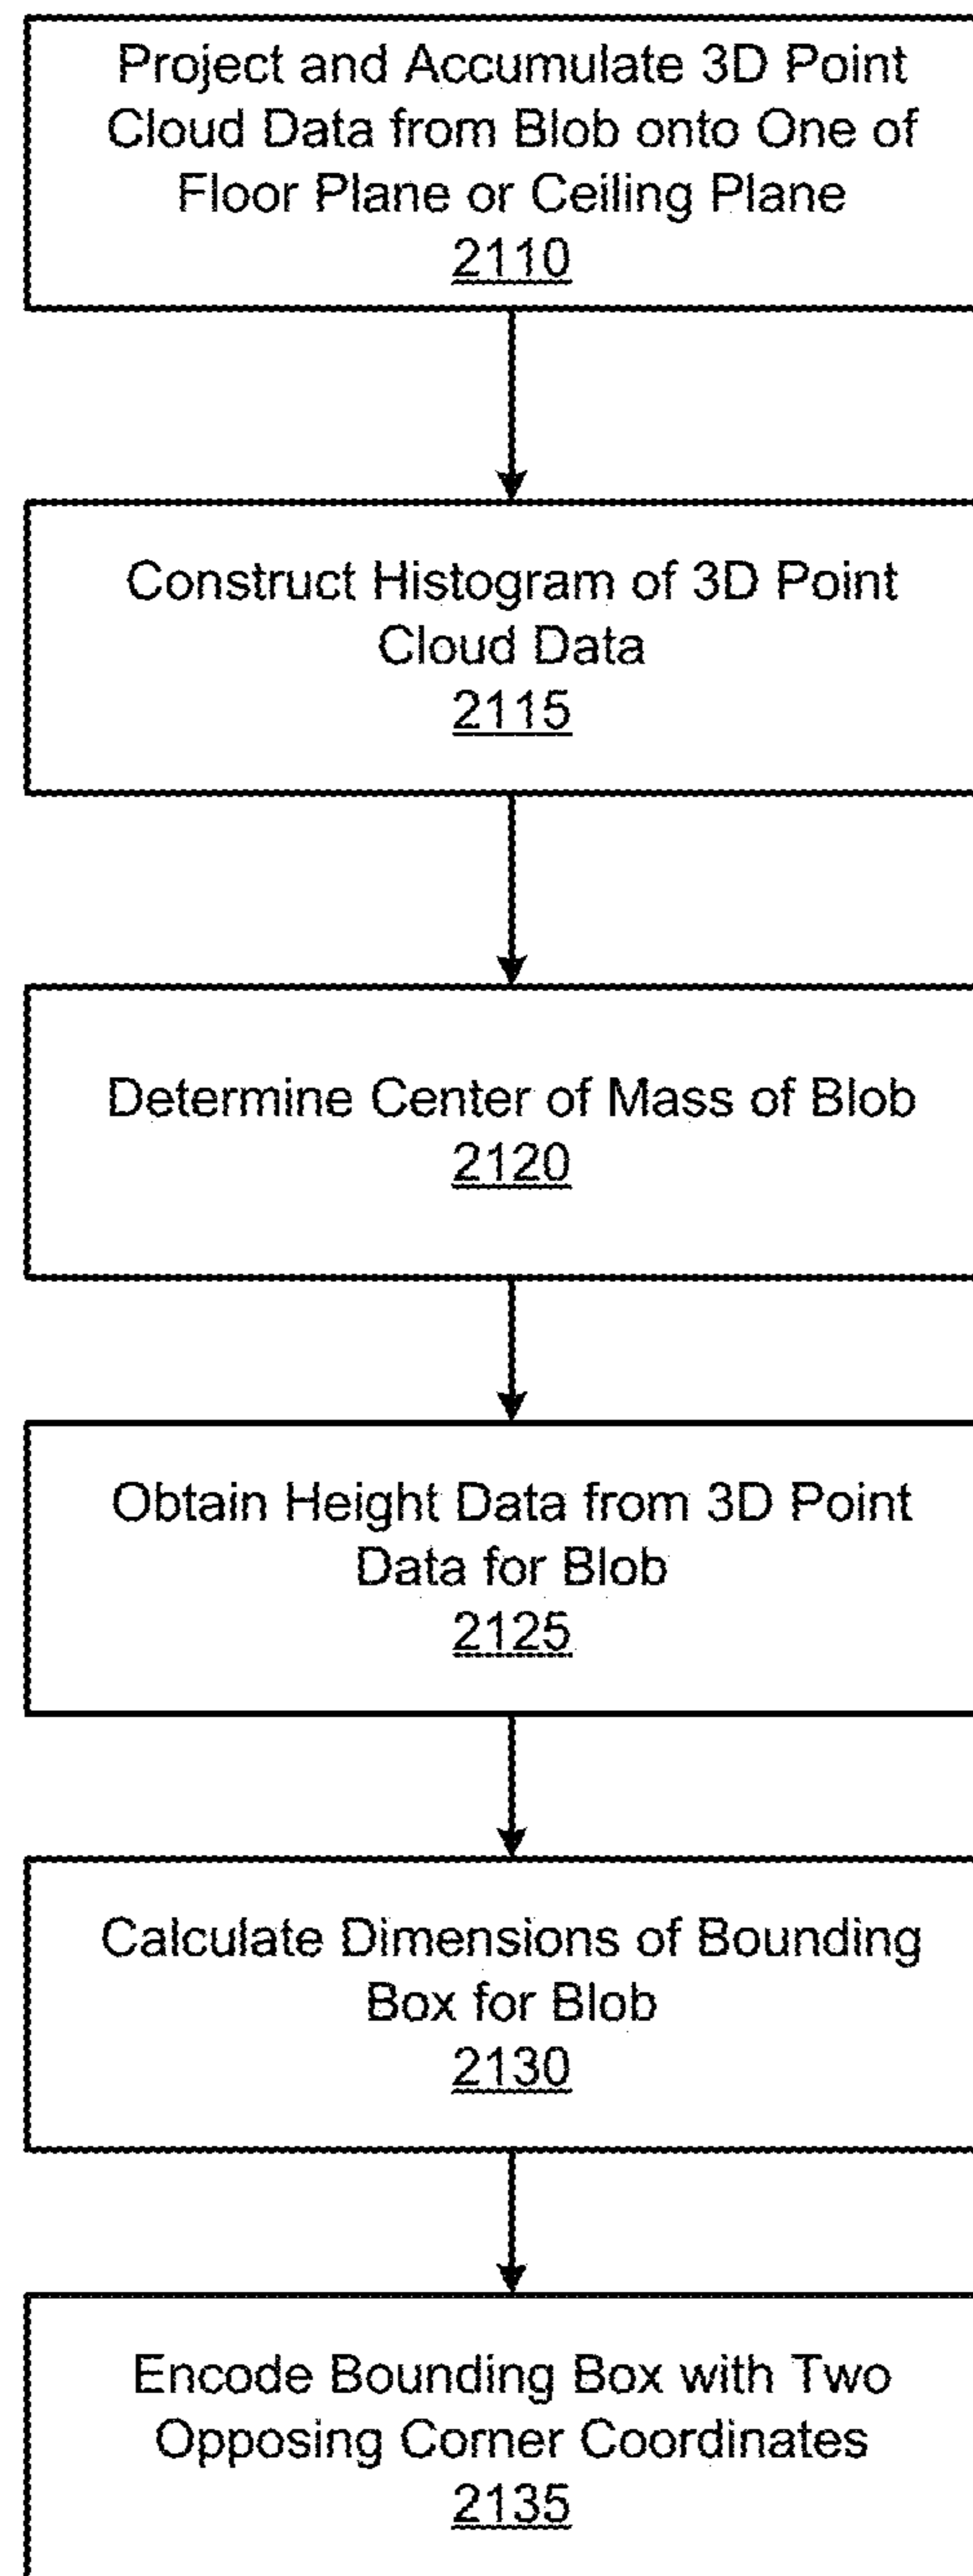 Project and Accumulate 3D Point
Cloud Data from Blob onto One of
Floor Plane or Ceiling Plane
2110
Construct Histogram of 3D Point
Cloud Data
2115
Determine Center of Mass of Blob
2120
Obtain Height Data from 3D Point
Data for Blob
2125
Calculate Dimensions of Bounding
Box for Blob
2130
Encode Bounding Box with Two
Opposing Corner Coordinates
2135